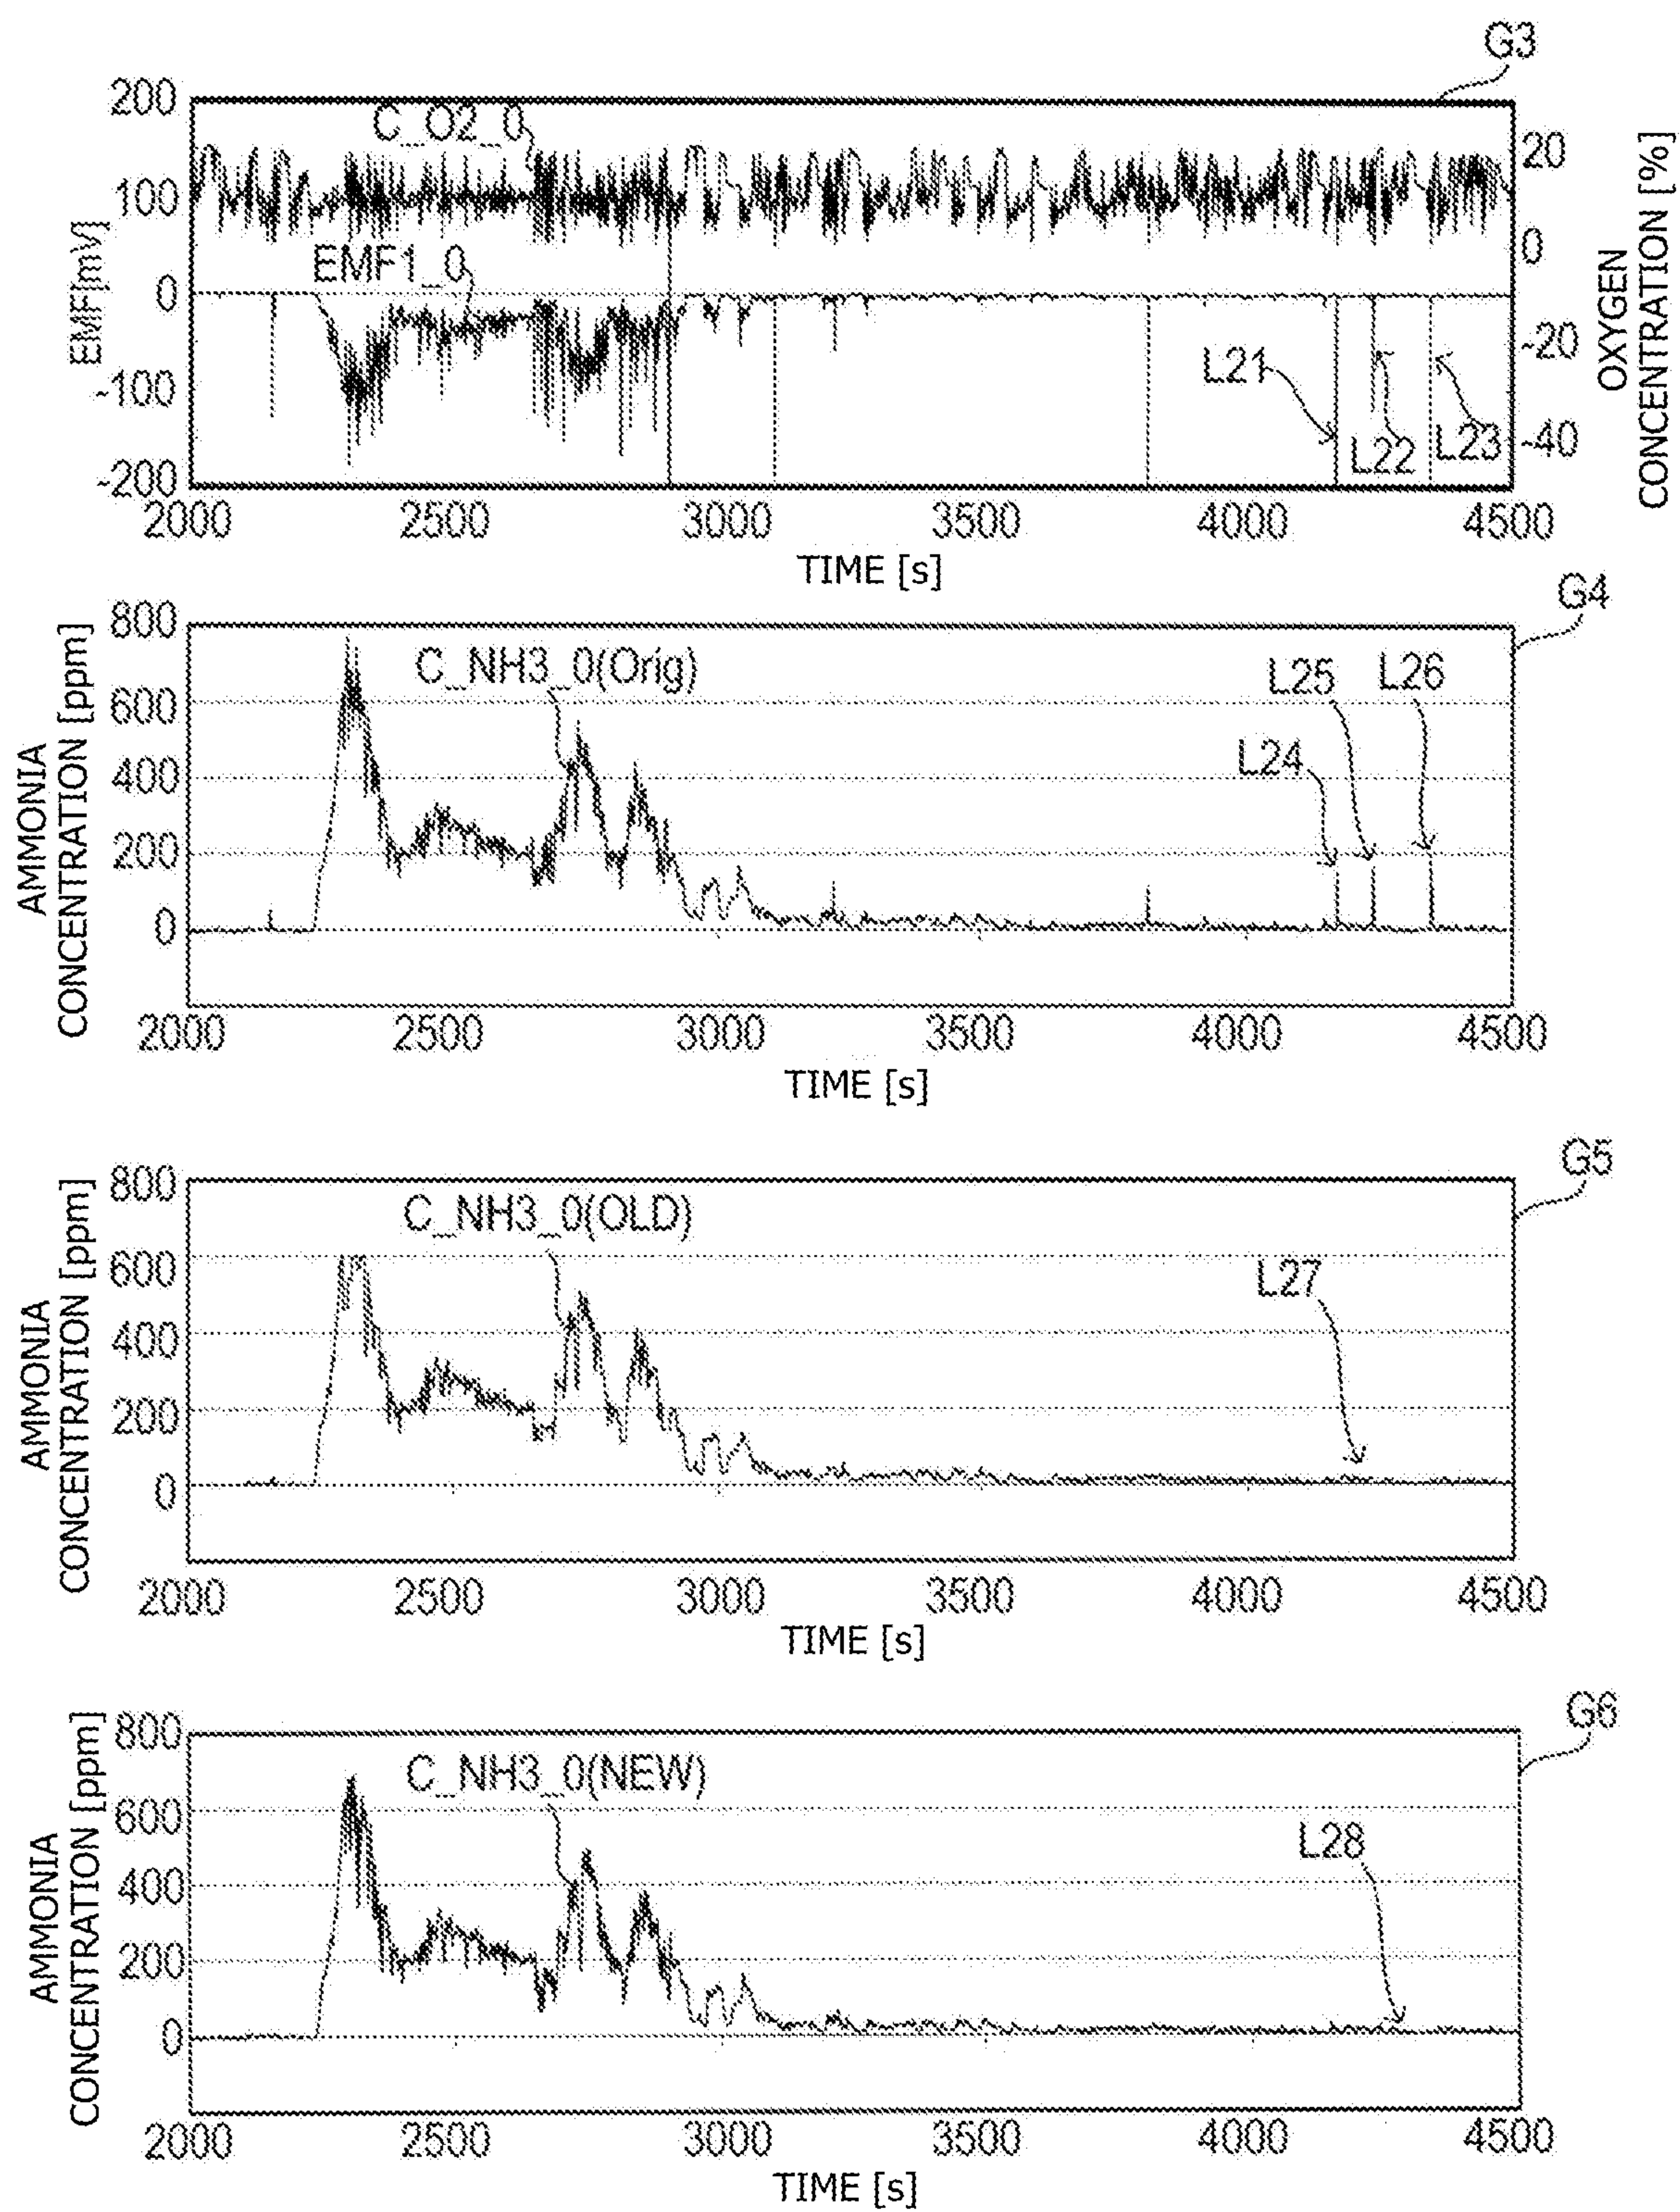 G3
200
C_O2_0
20
100
0
EMF1_0
0
-20
L21
-100
L22
L23
-40
-200
EMF[mV]
OXYGEN
CONCENTRATION [%]
2000 2500 3000 3500 4000 4500
TIME [s]
G4
800
C_NH3_0(Orig)
L25
L26
600
L24
400
200
0
AMMONIA
CONCENTRATION [ppm]
2000 2500 3000 3500 4000 4500
TIME [s]
G5
800
C_NH3_0(OLD)
600
L27
400
200
0
AMMONIA
CONCENTRATION [ppm]
2000 2500 3000 3500 4000 4500
TIME [s]
G6
800
C_NH3_0(NEW)
600
L28
400
200
0
AMMONIA
CONCENTRATION [ppm]
2000 2500 3000 3500 4000 4500
TIME [s]